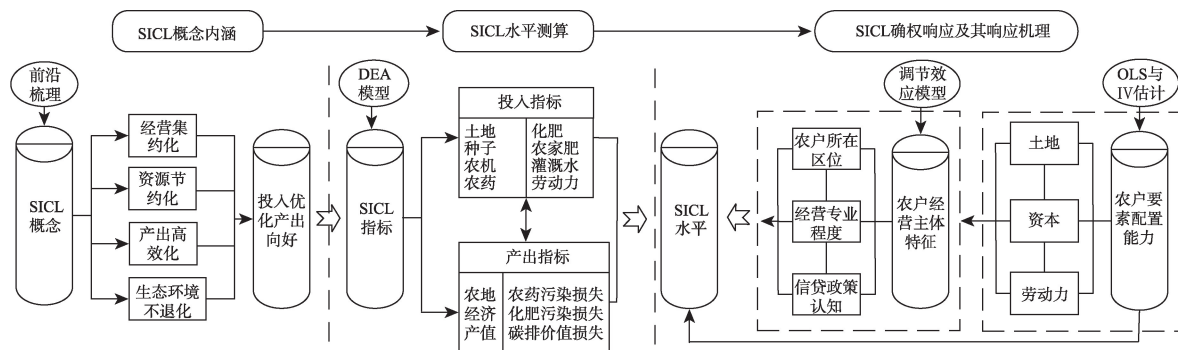 SICL概念内涵
SICL水平测算
SICL确权响应及其响应机理
前沿
梳理
SICL
概念
经营集
约化
资源节
约化
产出高
效化
生态环境
不退化
投入优
化产出
向好
DEA
模型
SICL
指标
投入指标
土地
种子
农机
农药
化肥
农家肥
灌溉水
劳动力
产出指标
农地
经济
产值
农药污染损失
化肥污染损失
碳排价值损失
SICL
水平
调节效
应模型
农户所在
区位
经营专业
程度
信贷政策
认知
农户经
营主体
特征
OLS与
IV估计
土地
资本
劳动力
农户要
素配置
能力